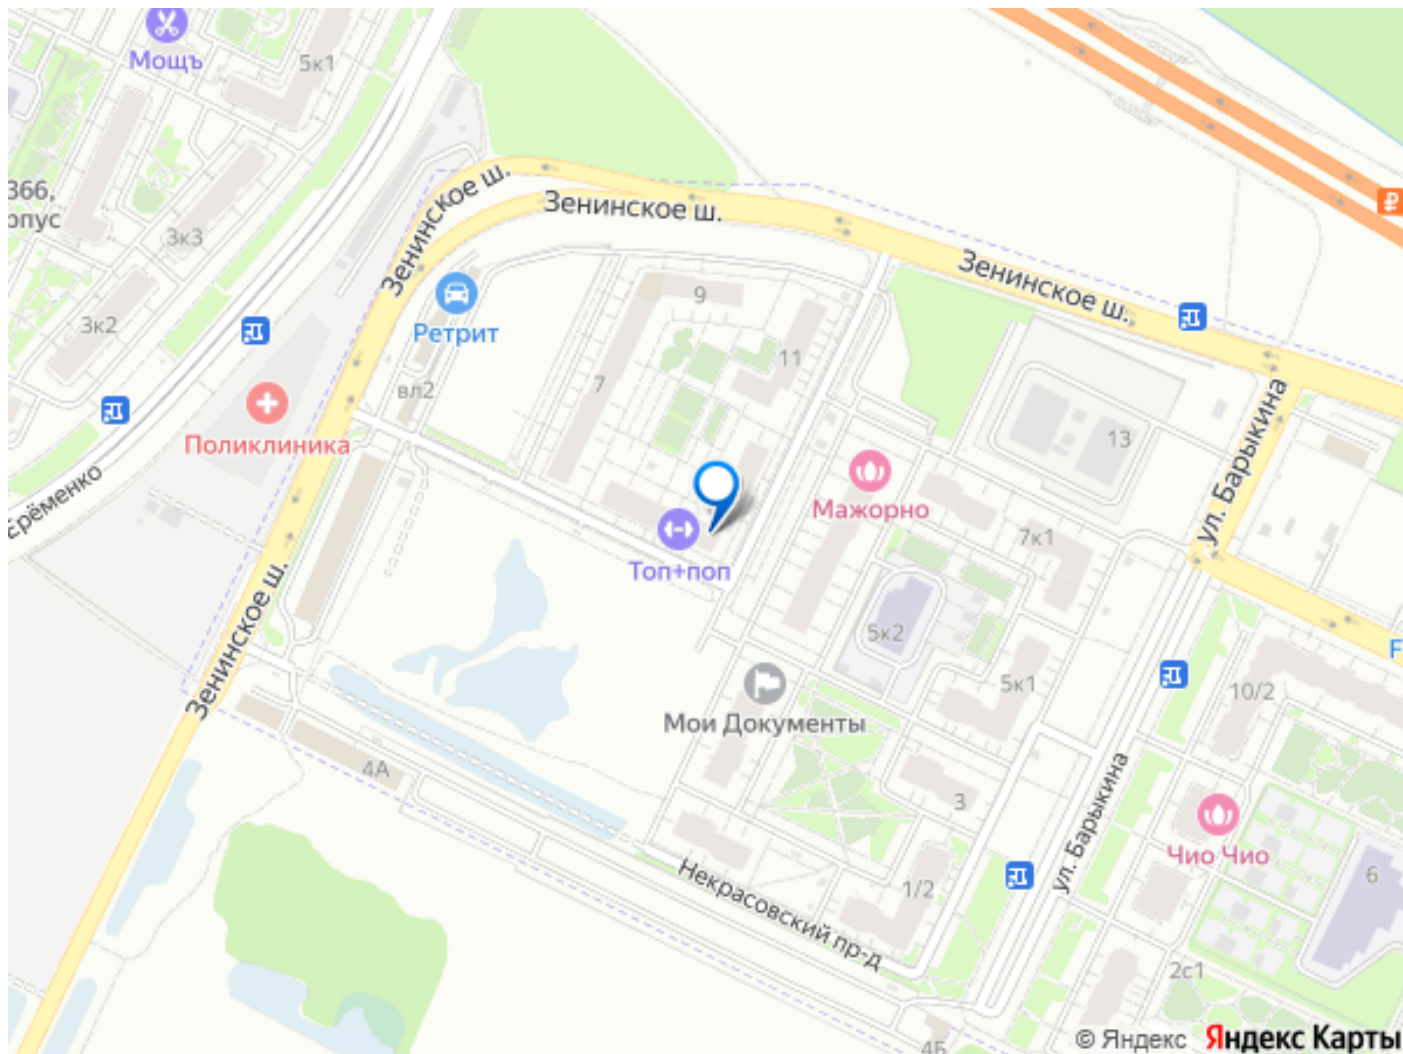 Мощъ
5к1
366,
опус
3к3
3к2
Зенинское ш.
Зенинское ш.
Зенинское ш.
Ретрит
вл2
9
11
7
13
ул. Барыкина
Поликлиника
Ерёменко
Мажорно
7к1
Топ+поп
5к2
Зенинское ш.
F
5к1
10/2
Мои Документы
4А
3
ул. Барыкина
Чио Чио
6
Некрасовский пр-д
1/2
2с1
4Б
© Яндекс Яндекс Карты